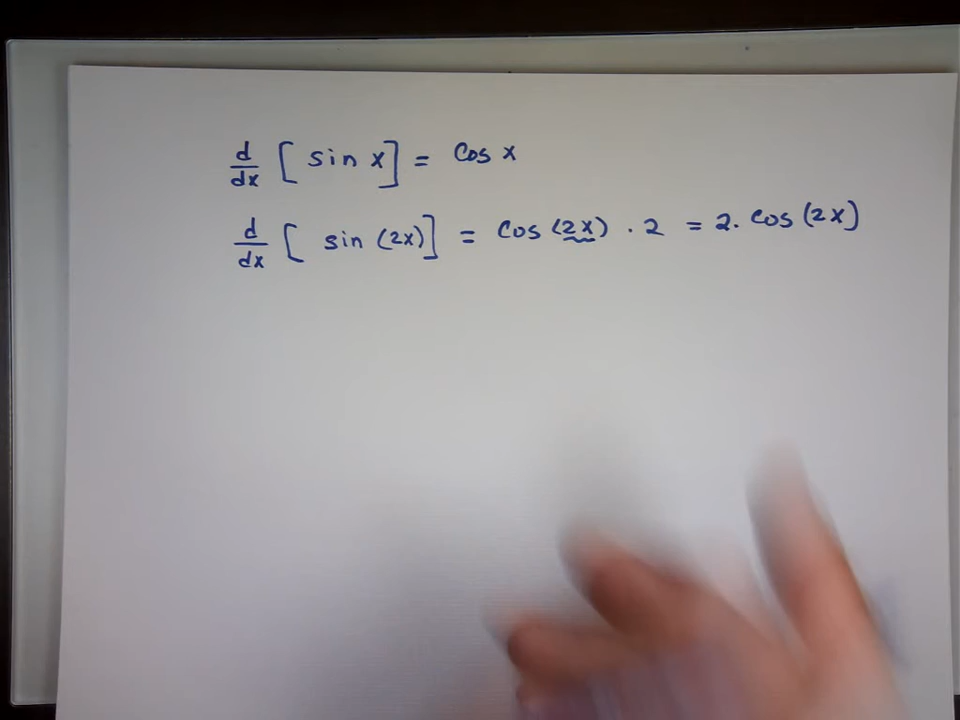 d/dx [ sin x ] = cos x
d/dx [ sin (2x) ] = cos (2x) · 2 = 2 · cos (2x)